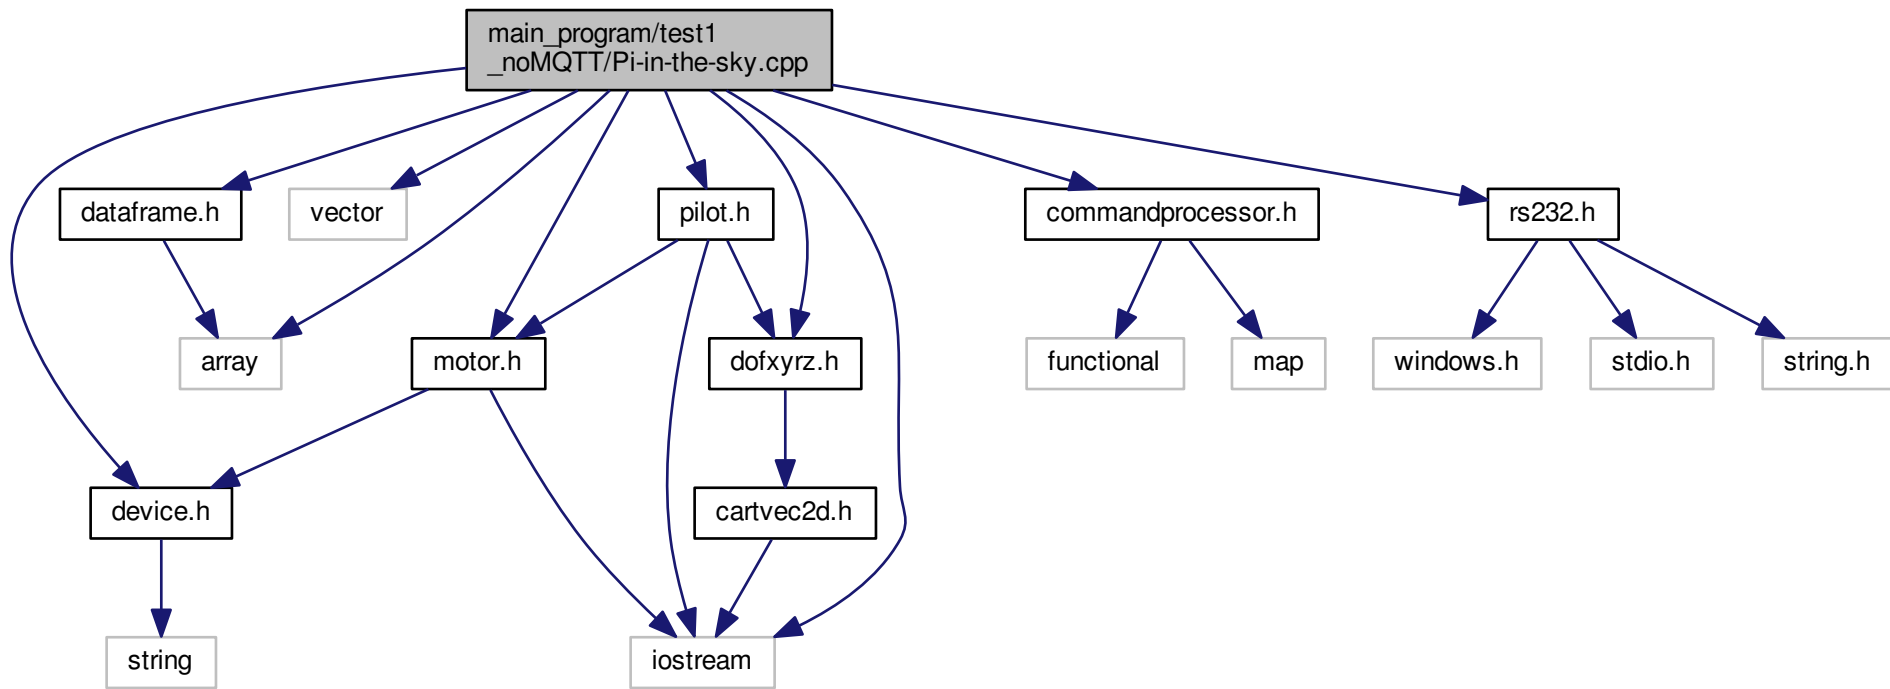 main_program/test1
_noMQTT/Pi-in-the-sky.cpp
dataframe.h
vector
pilot.h
commandprocessor.h
rs232.h
array
motor.h
dofxyrz.h
functional
map
windows.h
stdio.h
string.h
device.h
cartvec2d.h
string
iostream